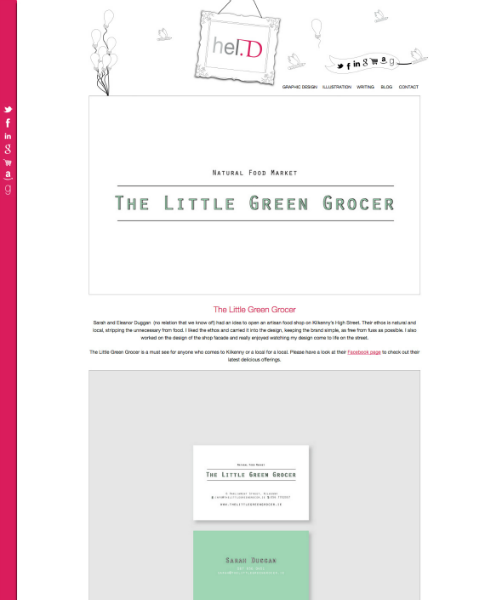 hel.D
GRAPHIC DESIGN ILLUSTRATION WRITING BLOG CONTACT
NATURAL FOOD MARKET
THE LITTLE GREEN GROCER
The Little Green Grocer
Sarah and Eleanor Duggan (no relation that we know off) had an idea to open an artisan food shop on Kilkenny's High Street. Their ethos is natural and
local, stripping the unnecessary from food. I liked the ethos and carried it into the design, keeping the brand simple, as free from fuss as possible. I also
worked on the design of the shop facade and really enjoyed watching my design come to life on the street.
The Little Green Grocer is a must see for anyone who comes to Kilkenny or a local for a local. Please have a look at their Facebook page to check out their
latest delicious offerings.
NATURAL FOOD MARKET
THE LITTLE GREEN GROCER
WWW.THELITTLEGREENGROCER.IE
SARAH DUGGAN